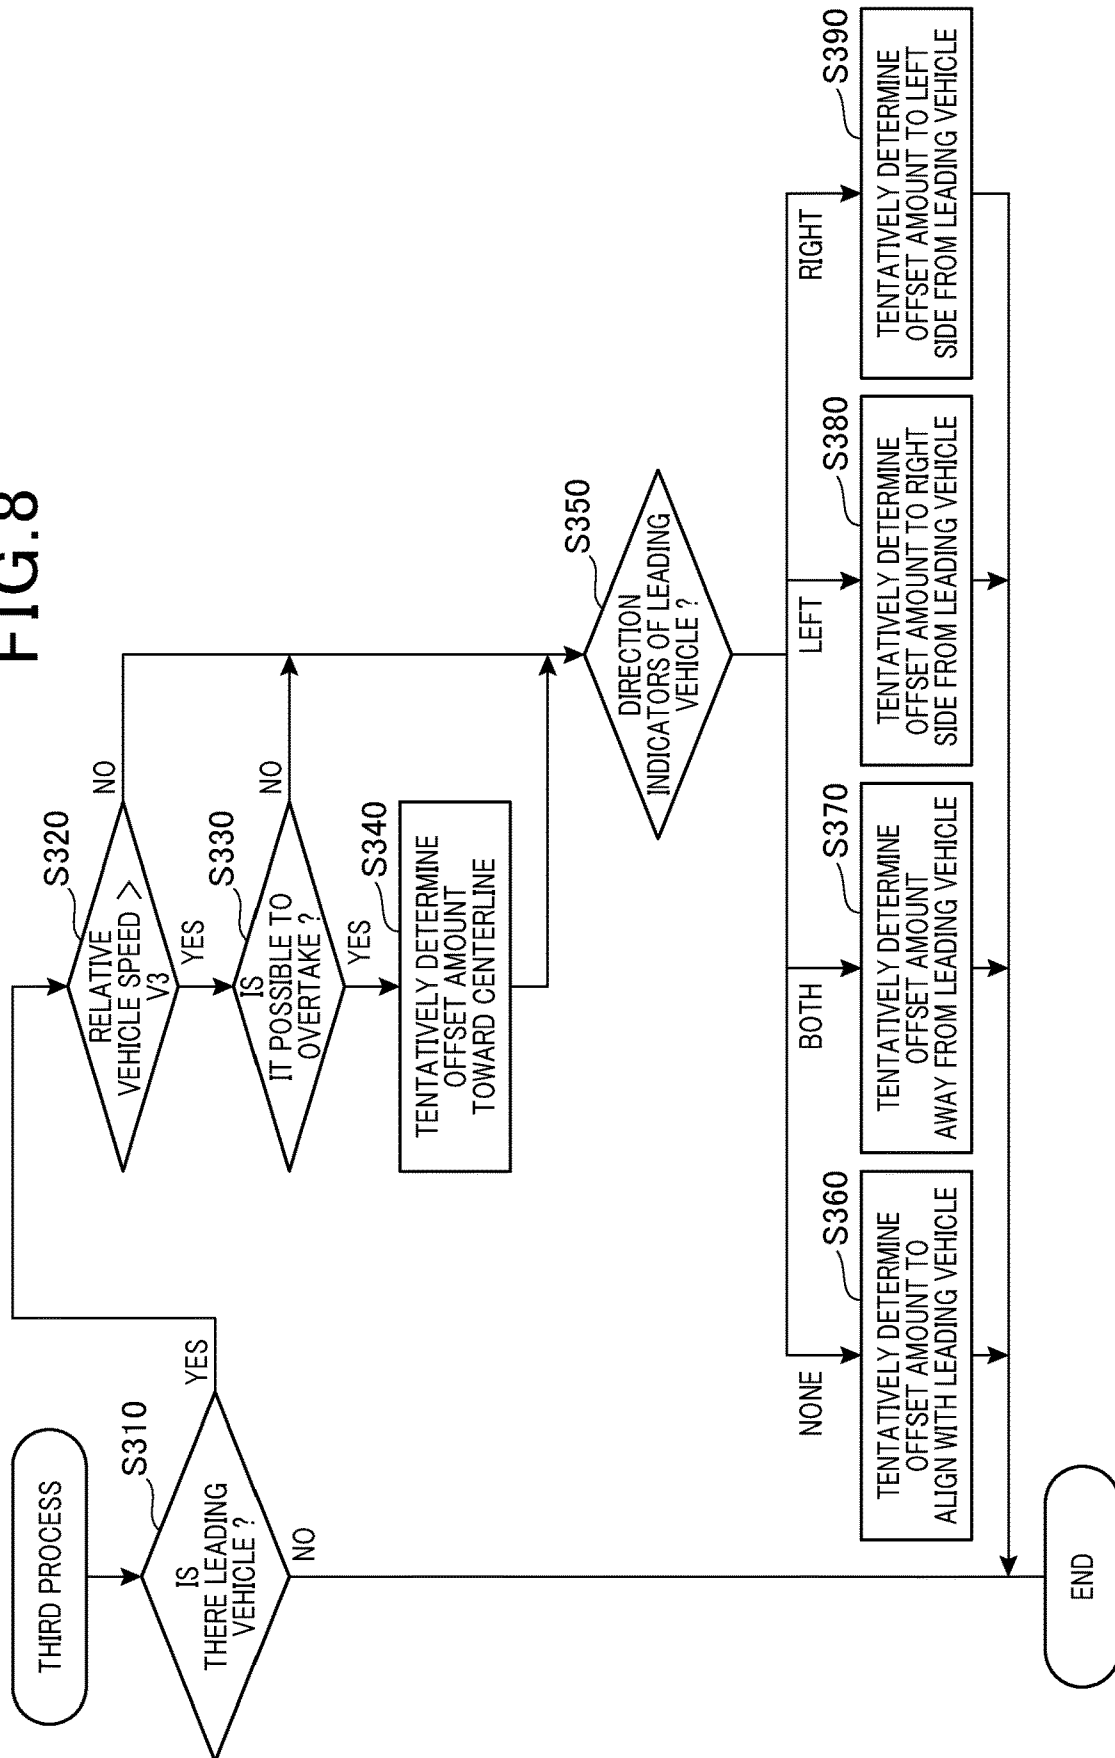 FIG.8
THIRD PROCESS
S310
IS
THERE LEADING
VEHICLE ?
YES
NO
S320
RELATIVE
VEHICLE SPEED >
V3
NO
YES
S330
IS
IT POSSIBLE TO
OVERTAKE ?
NO
YES
S340
TENTATIVELY DETERMINE
OFFSET AMOUNT
TOWARD CENTERLINE
S350
DIRECTION
INDICATORS OF LEADING
VEHICLE ?
NONE
BOTH
LEFT
RIGHT
S360
TENTATIVELY DETERMINE
OFFSET AMOUNT TO
ALIGN WITH LEADING VEHICLE
S370
TENTATIVELY DETERMINE
OFFSET AMOUNT
AWAY FROM LEADING VEHICLE
S380
TENTATIVELY DETERMINE
OFFSET AMOUNT TO RIGHT
SIDE FROM LEADING VEHICLE
S390
TENTATIVELY DETERMINE
OFFSET AMOUNT TO LEFT
SIDE FROM LEADING VEHICLE
END